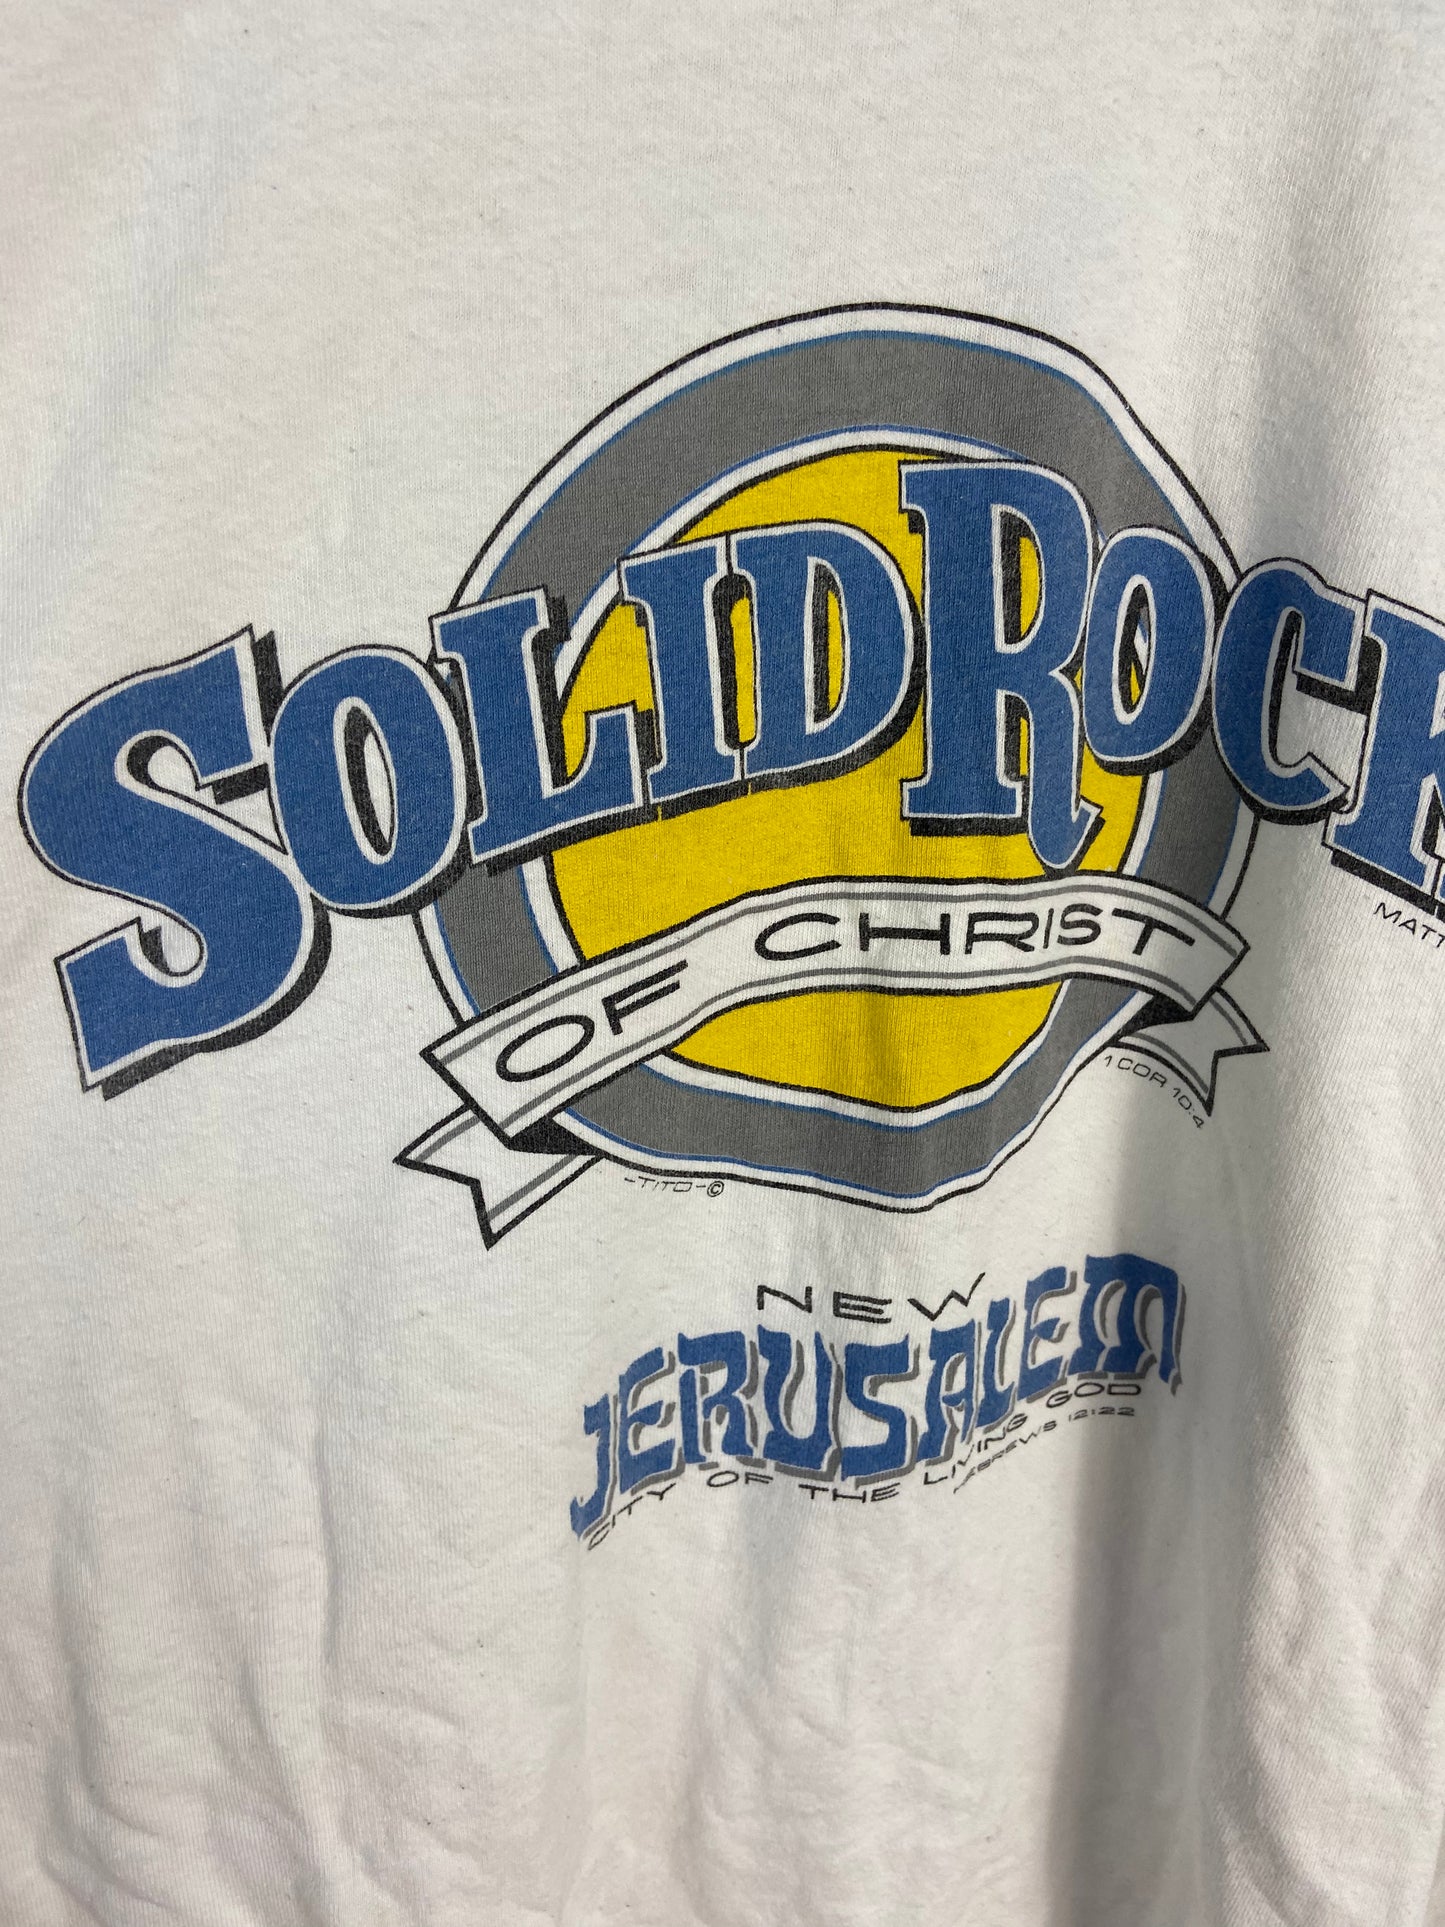 SOLID ROCK
MATT
OF CHRIST
1 COR 10:4
-TITO-©
NEW
JERUSALEM
CITY OF THE LIVING GOD
HEBREWS 12:22